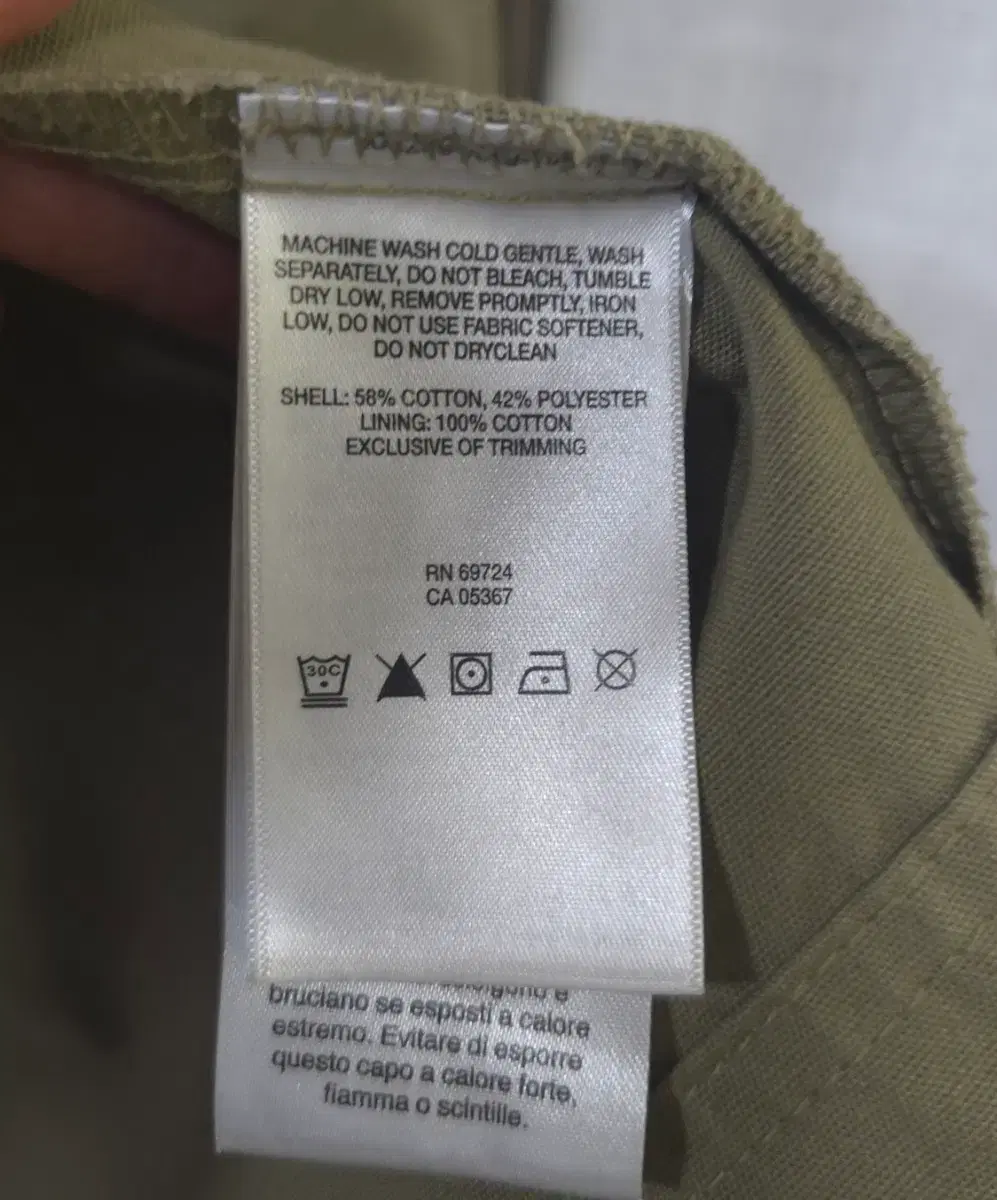 MACHINE WASH COLD GENTLE, WASH
SEPARATELY, DO NOT BLEACH, TUMBLE
DRY LOW, REMOVE PROMPTLY, IRON
LOW, DO NOT USE FABRIC SOFTENER,
DO NOT DRYCLEAN
SHELL: 58% COTTON, 42% POLYESTER
LINING: 100% COTTON
EXCLUSIVE OF TRIMMING
RN 69724
CA 05367
30C
bruciano se esposti a calore
estremo. Evitare di esporre
questo capo a calore forte,
fiamma o scintille.